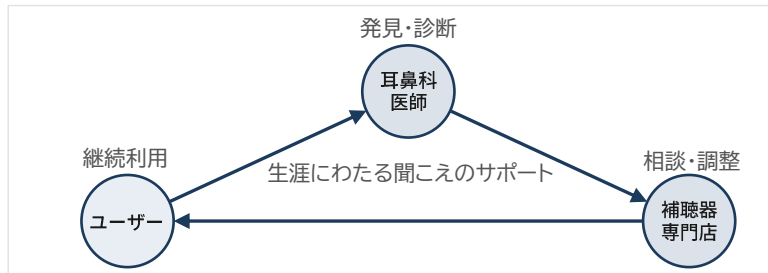 発見・診断
耳鼻科
医師
継続利用
生涯にわたる聞こえのサポート
相談・調整
ユーザー
補聴器
専門店